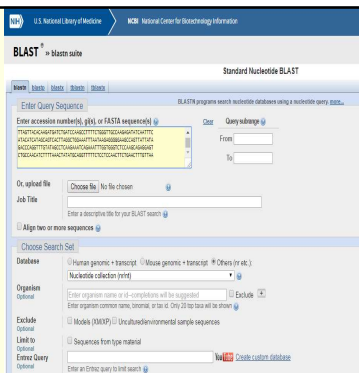 NIH U.S. National Library of Medicine NCBI National Center for Biotechnology Information
BLAST ® » blastn suite
Standard Nucleotide BLAST
blastn blastp blastx tblastn tblastx
Enter Query Sequence BLASTN programs search nucleotide databases using a nucleotide query. more...
Enter accession number(s), gi(s), or FASTA sequence(s) Clear Query subrange
From
To
Or, upload file Choose file No file chosen
Job Title
Enter a descriptive title for your BLAST search
Align two or more sequences
Choose Search Set
Database Human genomic + transcript Mouse genomic + transcript Others (nr etc.):
Nucleotide collection (nr/nt)
Organism
Optional
Enter organism name or id--completions will be suggested Exclude +
Enter organism common name, binomial, or tax id. Only 20 top taxa will be shown
Exclude
Optional
Models (XM/XP) Uncultured/environmental sample sequences
Limit to
Optional
Sequences from type material
Entrez Query
Optional
YouTube Create custom database
Enter an Entrez query to limit search